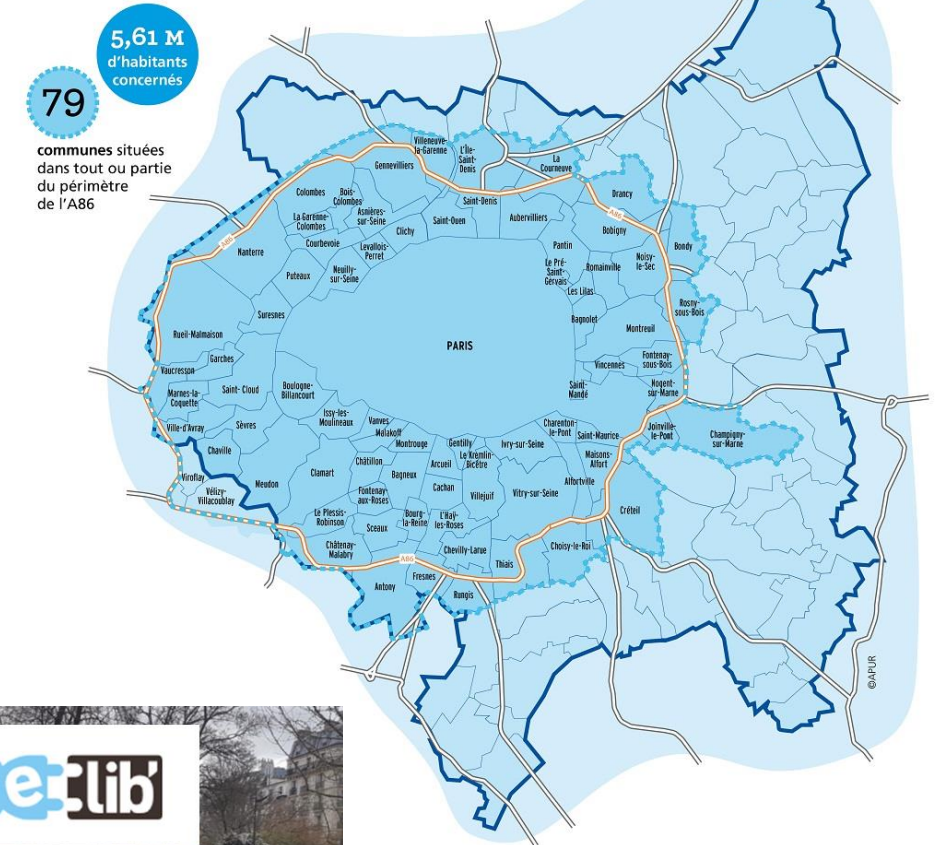 5,61 M
d'habitants
concernés
79
communes situées
dans tout ou partie
du périmètre
de l'A86
Villeneuve-
la-Garenne
L'Île-
Saint-
Denis
La
Courneuve
Gennevilliers
Drancy
Colombes
Bois-
Colombes
Saint-Denis
A86
Asnières-
sur-Seine
La Garenne-
Colombes
Saint-Ouen
Aubervilliers
Bobigny
Clichy
A86
Nanterre
Courbevoie
Levallois-
Perret
Pantin
Bondy
Noisy-
le-Sec
Le Pré-
Saint-
Gervais
Romainville
Puteaux
Neuilly-
sur-Seine
Les Lilas
Rosny-
sous-Bois
Suresnes
Bagnolet
Montreuil
Rueil-Malmaison
PARIS
Garches
Vaucresson
Vincennes
Fontenay-
sous-Bois
Marnes-la-
Coquette
Saint- Cloud
Boulogne-
Billancourt
Saint-
Mandé
Nogent-
sur-Marne
Ville-d'Avray
Sèvres
Issy-les-
Moulineaux
Vanves
Malakoff
Montrouge
Gentilly
Le Kremlin-
Bicêtre
Ivry-sur-Seine
Charenton-
le-Pont
Saint-Maurice
Joinville-
le-Pont
Champigny-
sur-Marne
Chaville
Maisons-
Alfort
Viroflay
Vélizy-
Villacoublay
Meudon
Clamart
Châtillon
Bagneux
Arcueil
Cachan
Villejuif
Vitry-sur-Seine
Alfortville
Fontenay-
aux-Roses
Le Plessis-
Robinson
Sceaux
Bourg-
la-Reine
L'Haÿ-
les-Roses
Créteil
Châtenay-
Malabry
Chevilly-Larue
Choisy-le-Roi
A86
Thiais
Antony
Fresnes
Rungis
©APUR
e lib'